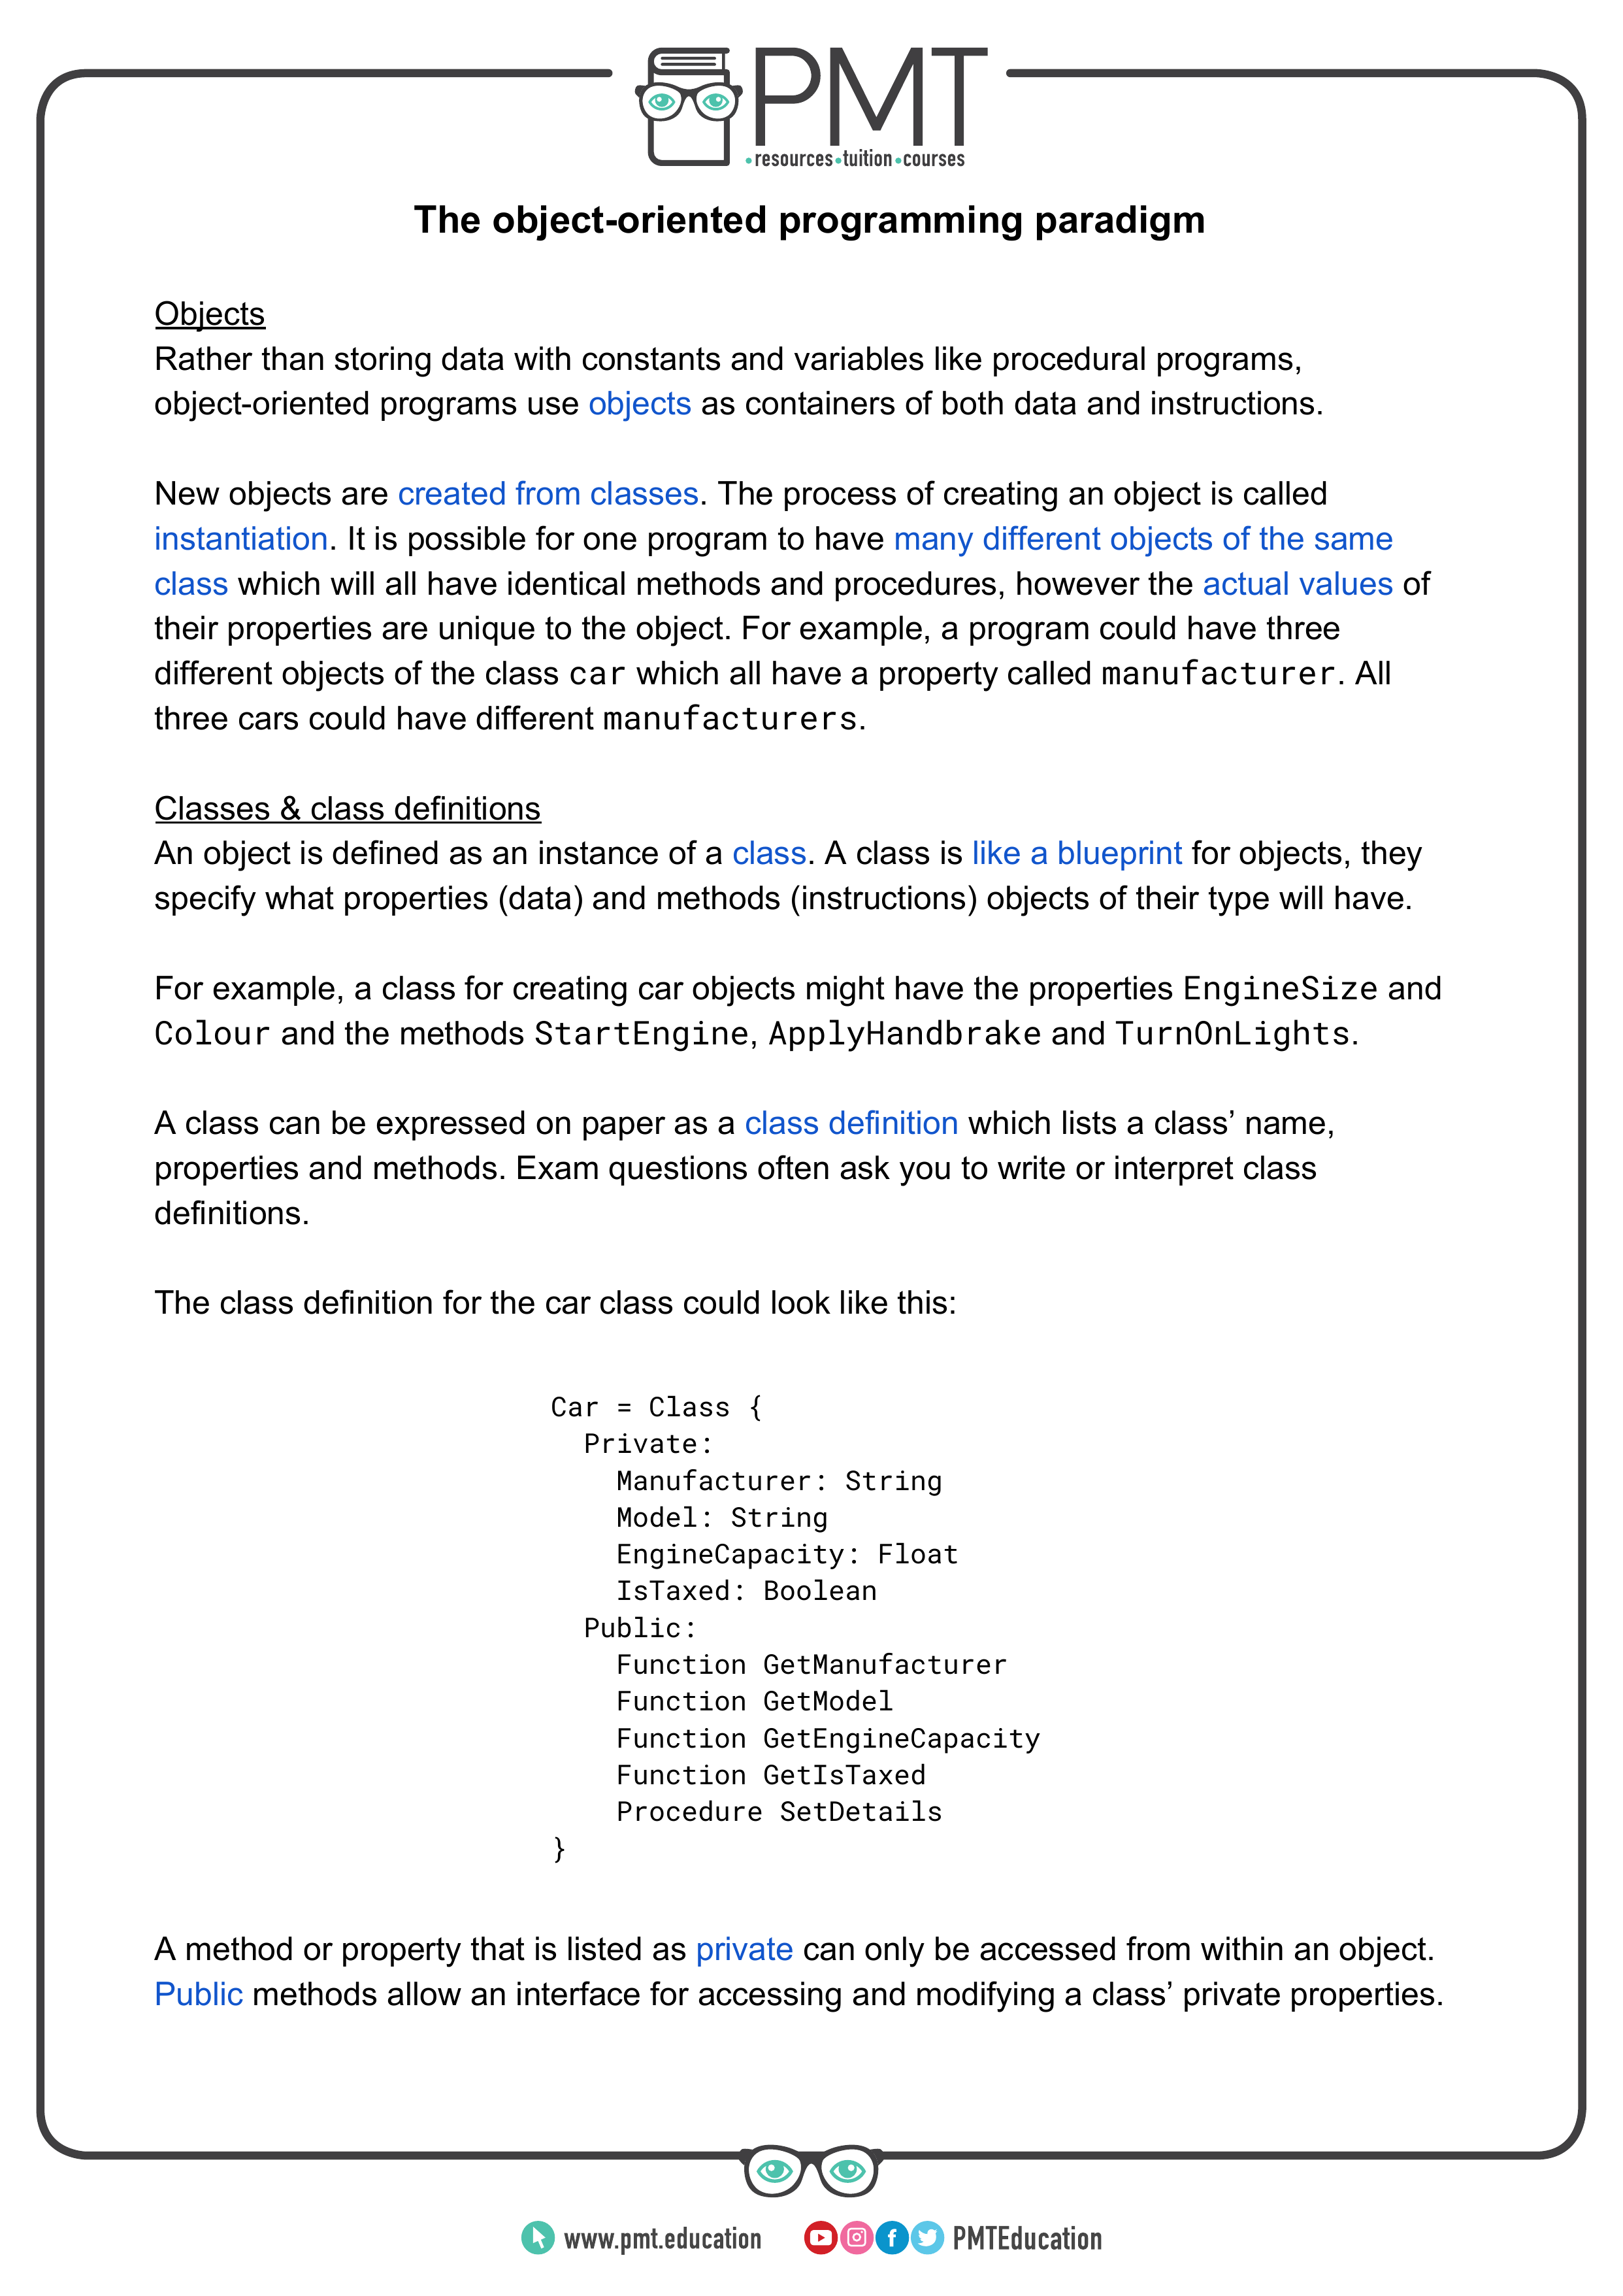 PMT
•resources•tuition•courses
The object-oriented programming paradigm
Objects
Rather than storing data with constants and variables like procedural programs,
object-oriented programs use objects as containers of both data and instructions.
New objects are created from classes. The process of creating an object is called
instantiation. It is possible for one program to have many different objects of the same
class which will all have identical methods and procedures, however the actual values of
their properties are unique to the object. For example, a program could have three
different objects of the class car which all have a property called manufacturer. All
three cars could have different manufacturers.
Classes & class definitions
An object is defined as an instance of a class. A class is like a blueprint for objects, they
specify what properties (data) and methods (instructions) objects of their type will have.
For example, a class for creating car objects might have the properties EngineSize and
Colour and the methods StartEngine, ApplyHandbrake and TurnOnLights.
A class can be expressed on paper as a class definition which lists a class’ name,
properties and methods. Exam questions often ask you to write or interpret class
definitions.
The class definition for the car class could look like this:
Car = Class {
Private:
Manufacturer: String
Model: String
EngineCapacity: Float
IsTaxed: Boolean
Public:
Function GetManufacturer
Function GetModel
Function GetEngineCapacity
Function GetIsTaxed
Procedure SetDetails
}
A method or property that is listed as private can only be accessed from within an object.
Public methods allow an interface for accessing and modifying a class’ private properties.
www.pmt.education PMTEducation